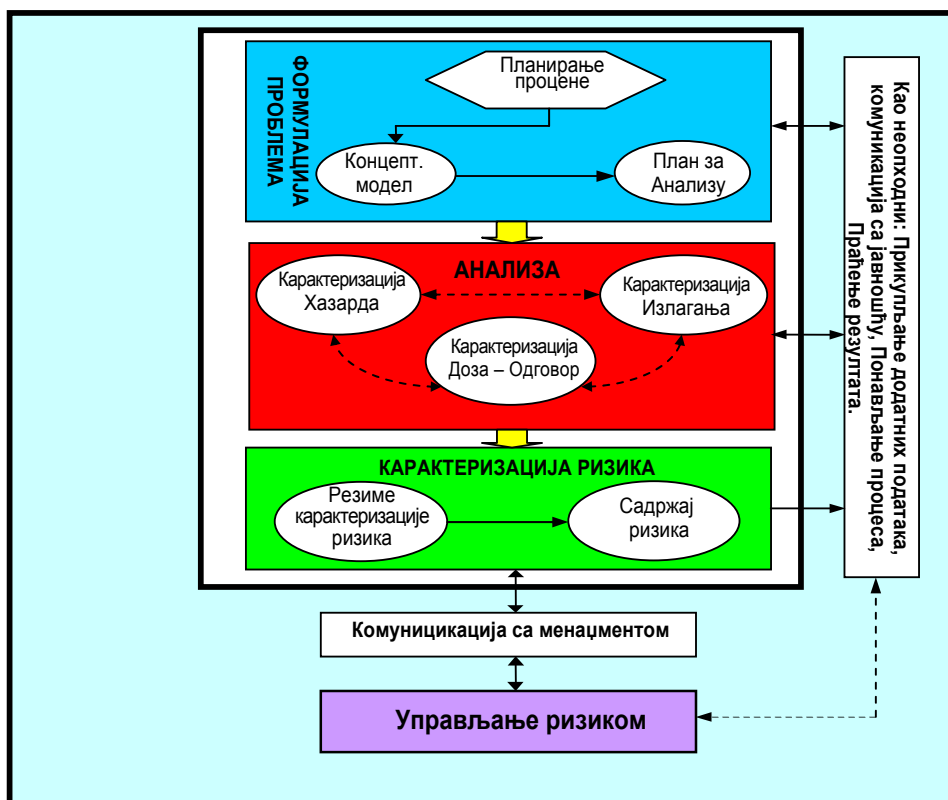 ФОРМУЛАЦИЈА
ПРОБЛЕМА
Планирање
процене
Концепт.
модел
План за
Анализу
АНАЛИЗА
Карактеризација
Хазарда
Карактеризација
Излагања
Карактеризација
Доза – Одговор
КАРАКТЕРИЗАЦИЈА РИЗИКА
Резиме
карактеризације
ризика
Садржај
ризика
Као неопходни: Прикупљање додатних података,
комуникација са јавношћу, Понављање процеса,
Праћење резултата.
Комуницикација са менаџментом
Управљање ризиком